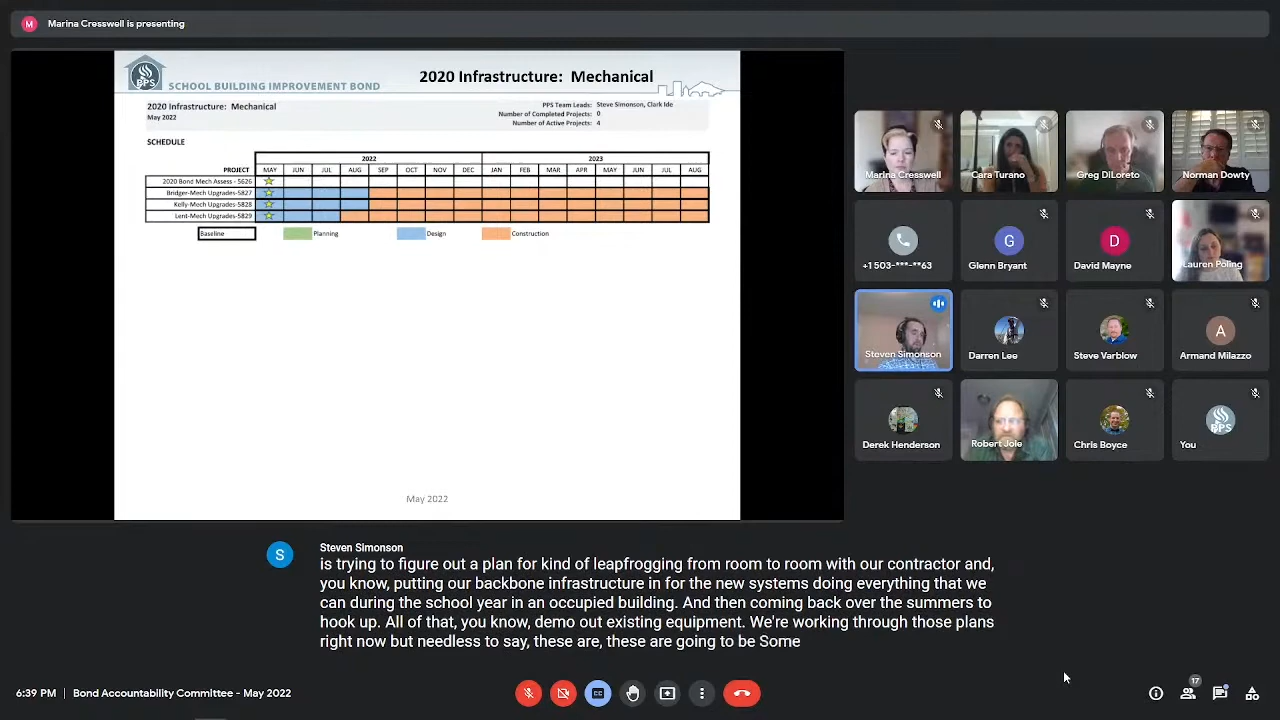 M Marina Cresswell is presenting
BPS SCHOOL BUILDING IMPROVEMENT BOND
2020 Infrastructure: Mechanical
2020 Infrastructure: Mechanical
May 2022
PPS Team Leads: Steve Simonson, Clark Ide
Number of Completed Projects: 0
Number of Active Projects: 4
SCHEDULE
2022 2023
PROJECT MAY JUN JUL AUG SEP OCT NOV DEC JAN FEB MAR APR MAY JUN JUL AUG
2020 Bond Mech Assess - 5626
Bridger-Mech Upgrades-5827
Kelly-Mech Upgrades-5828
Lent-Mech Upgrades-5829
Baseline Planning Design Construction
May 2022
Marina Cresswell
Cara Turano
Greg DiLoreto
Norman Dowty
+1 503-***-**63
G
Glenn Bryant
D
David Mayne
Lauren Poling
Steven Simonson
Darren Lee
Steve Varblow
A
Armand Milazzo
Derek Henderson
Robert Jole
Chris Boyce
BPS
You
S
Steven Simonson
is trying to figure out a plan for kind of leapfrogging from room to room with our contractor and,
you know, putting our backbone infrastructure in for the new systems doing everything that we
can during the school year in an occupied building. And then coming back over the summers to
hook up. All of that, you know, demo out existing equipment. We're working through those plans
right now but needless to say, these are, these are going to be Some
6:39 PM | Bond Accountability Committee - May 2022
CC
17